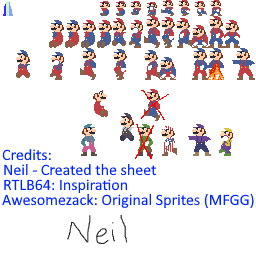 Credits:
Neil - Created the sheet
RTLB64: Inspiration
Awesomezack: Original Sprites (MFGG)
Neil